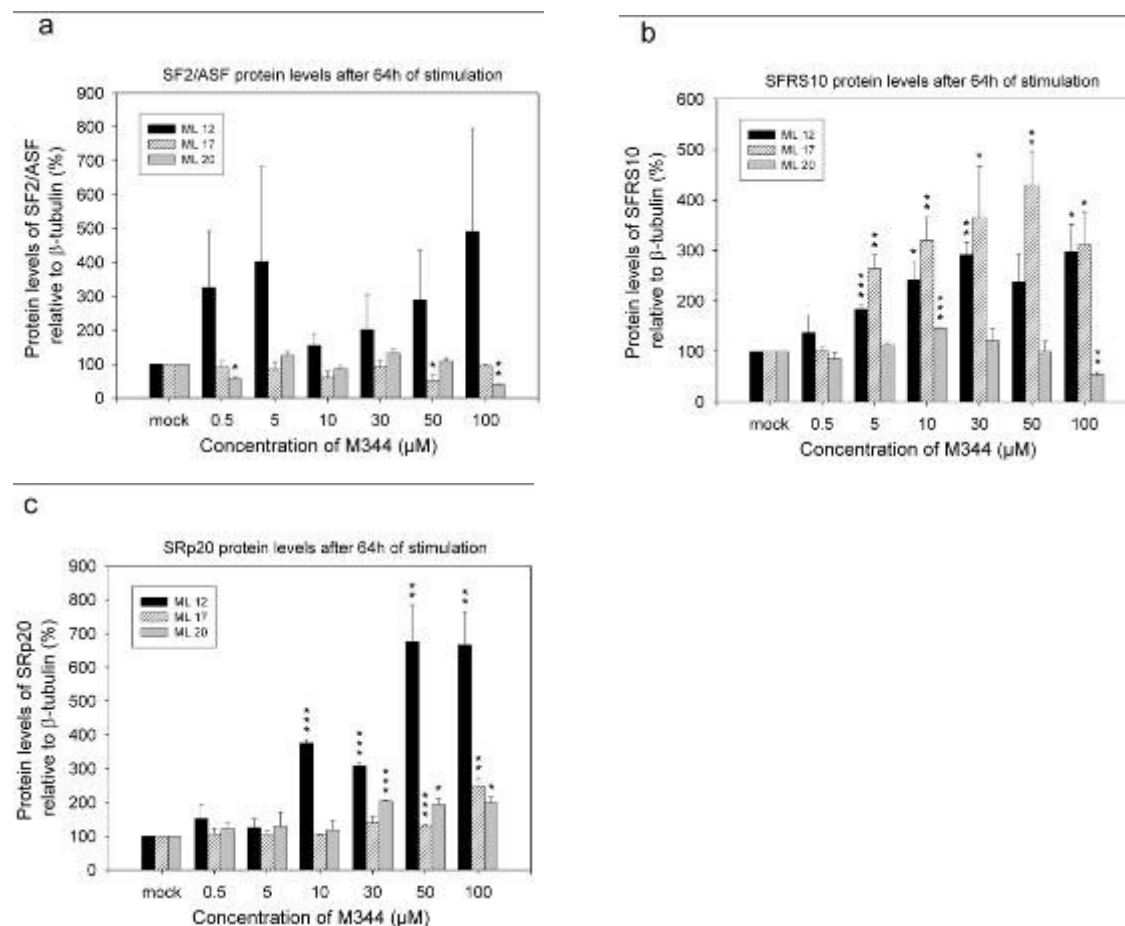 a
SF2/ASF protein levels after 64h of stimulation
900
800
700
600
500
400
300
200
100
0
Protein levels of SF2/ASF
relative to β-tubulin (%)
ML 12
ML 17
ML 20
*
*
**
mock 0.5 5 10 30 50 100
Concentration of M344 (µM)
b
SFRS10 protein levels after 64h of stimulation
600
500
400
300
200
100
0
Protein levels of SFRS10
relative to β-tubulin (%)
ML 12
ML 17
ML 20
*** ** * ** *** ** * ** * * **
mock 0.5 5 10 30 50 100
Concentration of M344 (µM)
c
SRp20 protein levels after 64h of stimulation
900
800
700
600
500
400
300
200
100
0
Protein levels of SRp20
relative to β-tubulin (%)
ML 12
ML 17
ML 20
*** *** *** ** *** * ** ** *
mock 0.5 5 10 30 50 100
Concentration of M344 (µM)